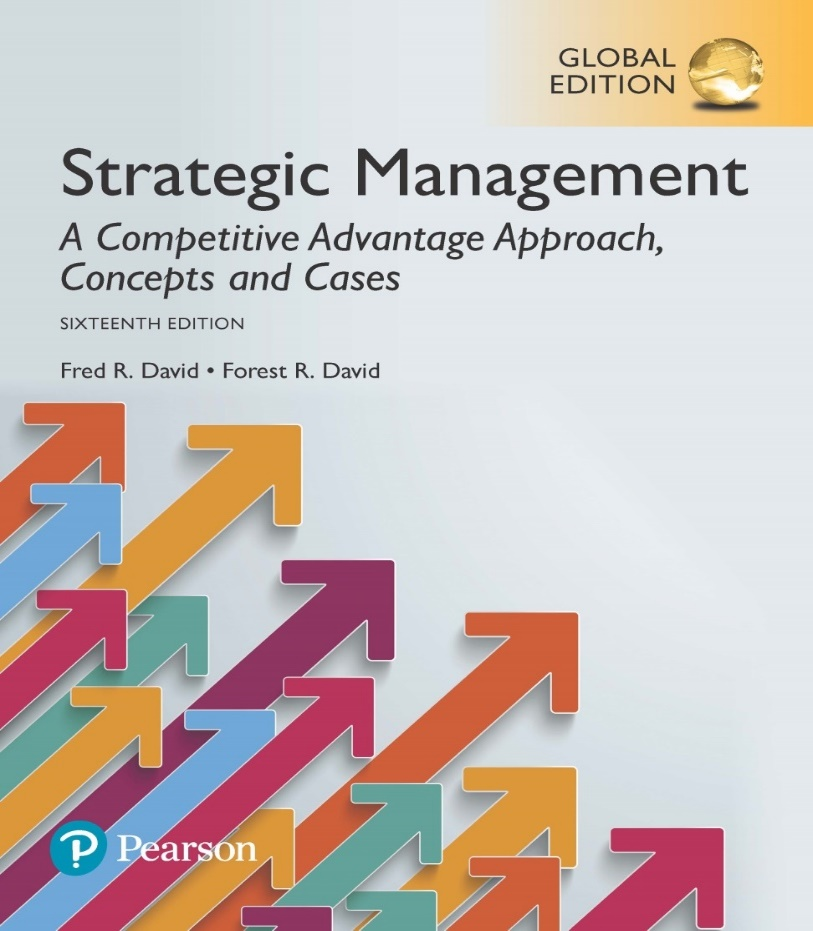 GLOBAL
EDITION
Strategic Management
A Competitive Advantage Approach,
Concepts and Cases
SIXTEENTH EDITION
Fred R. David • Forest R. David
P Pearson